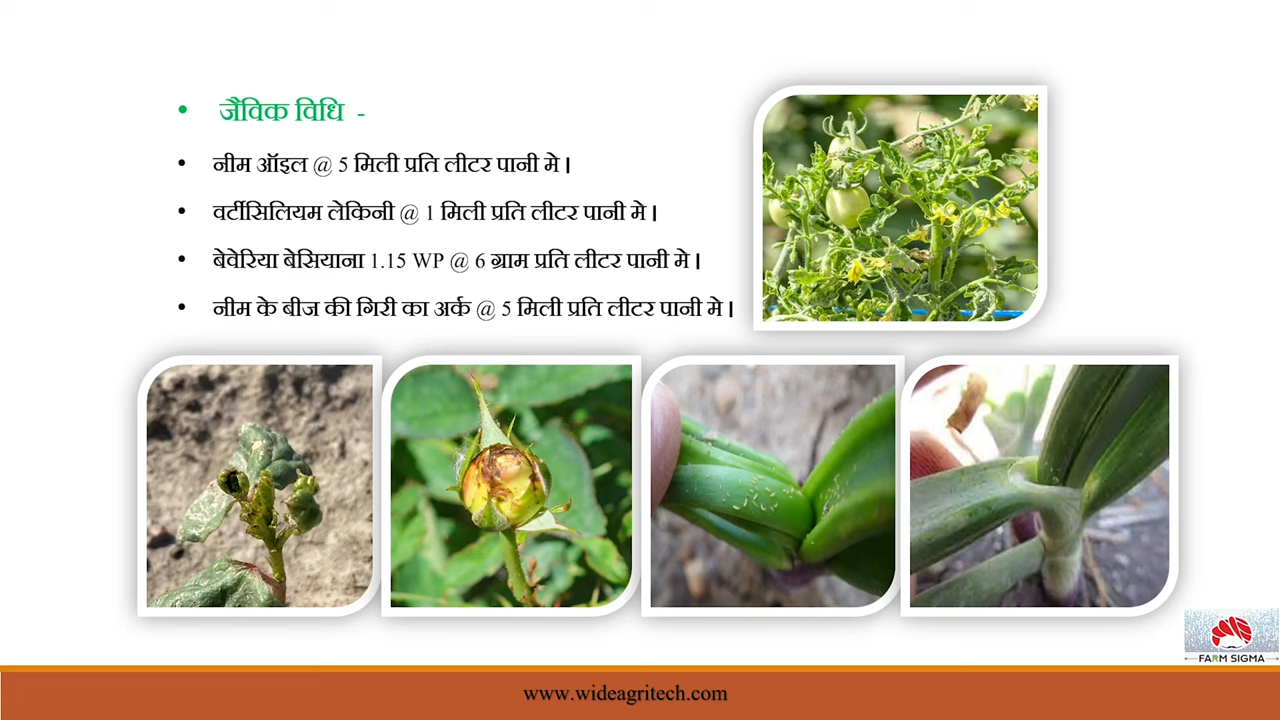 • जैविक विधि -
• नीम ऑइल @ 5 मिली प्रति लीटर पानी मे।
• वर्टीसिलियम लेकिनी @ 1 मिली प्रति लीटर पानी मे।
• बेवेरिया बेसियाना 1.15 WP @ 6 ग्राम प्रति लीटर पानी मे।
• नीम के बीज की गिरी का अर्क @ 5 मिली प्रति लीटर पानी मे।
FARM SIGMA
www.wideagritech.com